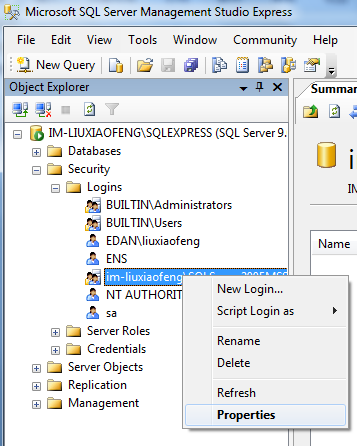 Microsoft SQL Server Management Studio Express
File Edit View Tools Window Community Help
New Query
Object Explorer
Summar
IM-LIUXIAOFENG\SQLEXPRESS (SQL Server 9.
Databases
Security
Logins
BUILTIN\Administrators
BUILTIN\Users
EDAN\liuxiaofeng
ENS
im-liuxiaofeng\SQLServer2005MSS
NT AUTHORIT
sa
Server Roles
Credentials
Server Objects
Replication
Management
i
IM
Name
New Login...
Script Login as
Rename
Delete
Refresh
Properties